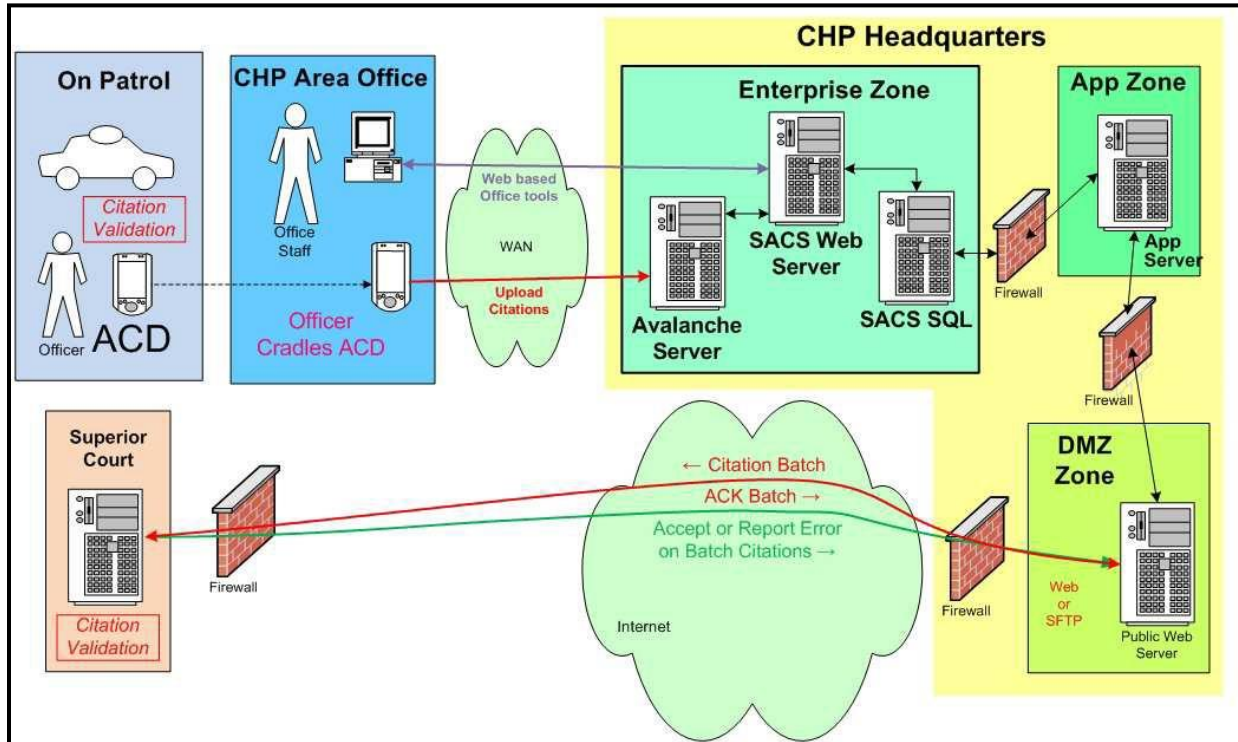 On Patrol
Citation
Validation
Officer
ACD
CHP Area Office
Office
Staff
Officer
Cradles ACD
Web based
Office tools
WAN
Upload
Citations
CHP Headquarters
Enterprise Zone
SACS Web
Server
Avalanche
Server
SACS SQL
Firewall
App Zone
App
Server
Firewall
Superior
Court
Citation
Validation
Firewall
← Citation Batch
ACK Batch →
Accept or Report Error
on Batch Citations →
Internet
Firewall
DMZ
Zone
Web
or
SFTP
Public Web
Server